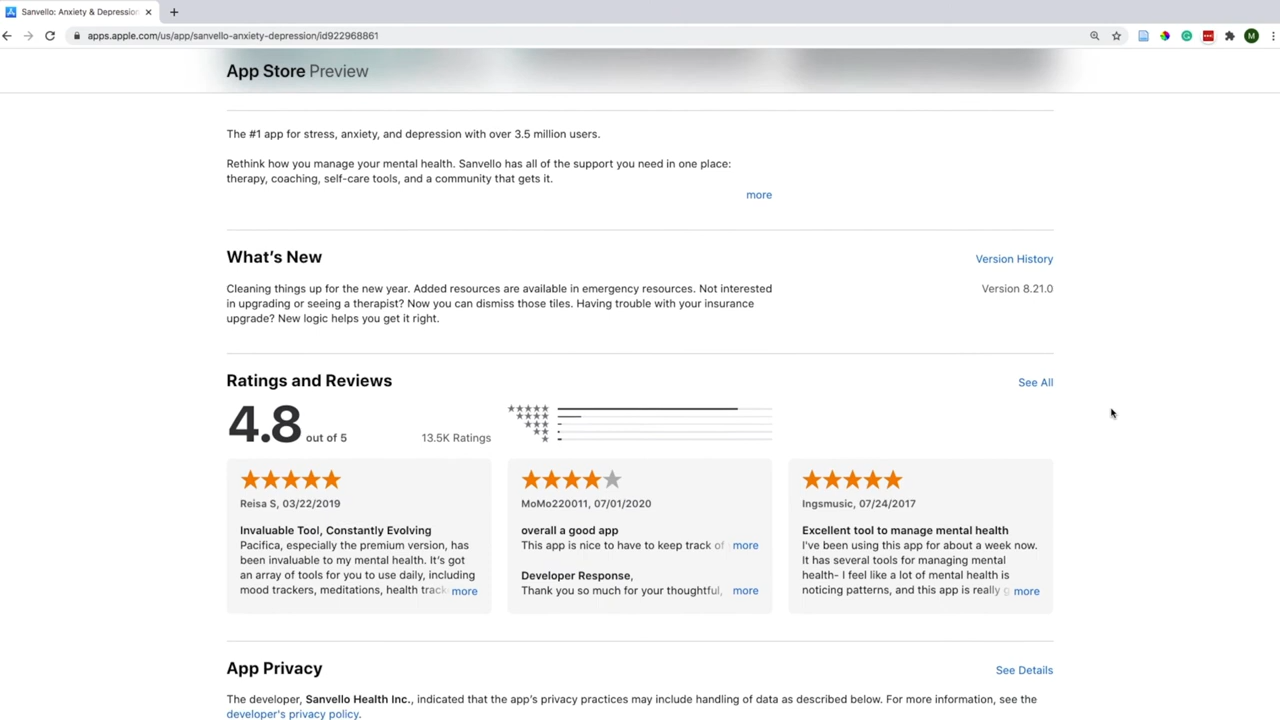 Sanvello: Anxiety & Depression
apps.apple.com/us/app/sanvello-anxiety-depression/id922968861
M
App Store Preview
The #1 app for stress, anxiety, and depression with over 3.5 million users.
Rethink how you manage your mental health. Sanvello has all of the support you need in one place:
therapy, coaching, self-care tools, and a community that gets it.
more
What's New
Version History
Cleaning things up for the new year. Added resources are available in emergency resources. Not interested
in upgrading or seeing a therapist? Now you can dismiss those tiles. Having trouble with your insurance
upgrade? New logic helps you get it right.
Version 8.21.0
Ratings and Reviews
See All
4.8 out of 5
13.5K Ratings
Reisa S, 03/22/2019
Invaluable Tool, Constantly Evolving
Pacifica, especially the premium version, has
been invaluable to my mental health. It's got
an array of tools for you to use daily, including
mood trackers, meditations, health track more
MoMo220011, 07/01/2020
overall a good app
This app is nice to have to keep track of more
Developer Response,
Thank you so much for your thoughtful, more
Ingsmusic, 07/24/2017
Excellent tool to manage mental health
I've been using this app for about a week now.
It has several tools for managing mental
health- I feel like a lot of mental health is
noticing patterns, and this app is really g more
App Privacy
See Details
The developer, Sanvello Health Inc., indicated that the app's privacy practices may include handling of data as described below. For more information, see the
developer's privacy policy.